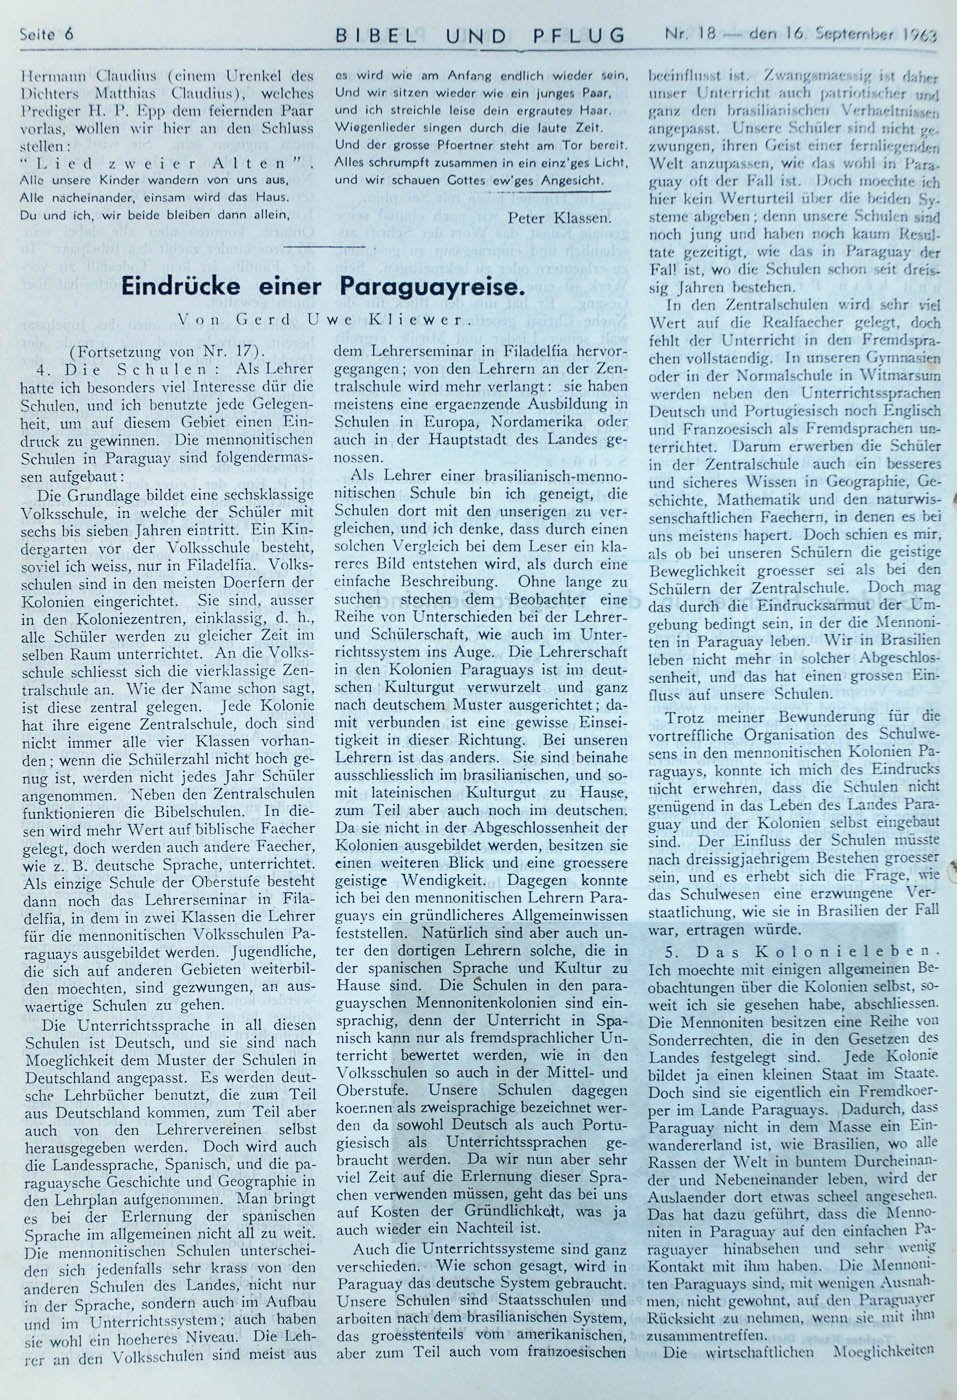 Seite 6
BIBEL UND PFLUG
Nr. 18 — den 16. September 1963
Hermann Claudius (einem Urenkel des
Dichters Matthias Claudius), welches
Prediger H. P. Epp dem feiernden Paar
vorlas, wollen wir hier an den Schluss
stellen:
"Lied zweier Alten".
Alle unsere Kinder wandern von uns aus,
Alle nacheinander, einsam wird das Haus.
Du und ich, wir beide bleiben dann allein,
es wird wie am Anfang endlich wieder sein,
Und wir sitzen wieder wie ein junges Paar,
und ich streichle leise dein ergrautes Haar.
Wiegenlieder singen durch die laute Zeit.
Und der grosse Pfoertner steht am Tor bereit.
Alles schrumpft zusammen in ein einz'ges Licht,
und wir schauen Gottes ew'ges Angesicht.
Peter Klassen.
Eindrücke einer Paraguayreise.
Von Gerd Uwe Kliewer.
(Fortsetzung von Nr. 17).
4. Die Schulen: Als Lehrer
hatte ich besonders viel Interesse dür die
Schulen, und ich benutzte jede Gelegen-
heit, um auf diesem Gebiet einen Ein-
druck zu gewinnen. Die mennonitischen
Schulen in Paraguay sind folgendermas-
sen aufgebaut:
Die Grundlage bildet eine sechsklassige
Volksschule, in welche der Schüler mit
sechs bis sieben Jahren eintritt. Ein Kin-
dergarten vor der Volksschule besteht,
soviel ich weiss, nur in Filadelfia. Volks-
schulen sind in den meisten Doerfern der
Kolonien eingerichtet. Sie sind, ausser
in den Koloniezentren, einklassig, d. h.,
alle Schüler werden zu gleicher Zeit im
selben Raum unterrichtet. An die Volks-
schule schliesst sich die vierklassige Zen-
tralschule an. Wie der Name schon sagt,
ist diese zentral gelegen. Jede Kolonie
hat ihre eigene Zentralschule, doch sind
nicht immer alle vier Klassen vorhan-
den; wenn die Schülerzahl nicht hoch ge-
nug ist, werden nicht jedes Jahr Schüler
angenommen. Neben den Zentralschulen
funktionieren die Bibelschulen. In die-
sen wird mehr Wert auf biblische Faecher
gelegt, doch werden auch andere Faecher,
wie z. B. deutsche Sprache, unterrichtet.
Als einzige Schule der Oberstufe besteht
dann noch das Lehrerseminar in Fila-
delfia, in dem in zwei Klassen die Lehrer
für die mennonitischen Volksschulen Pa-
raguays ausgebildet werden. Jugendliche,
die sich auf anderen Gebieten weiterbil-
den moechten, sind gezwungen, an aus-
waertige Schulen zu gehen.
Die Unterrichtssprache in all diesen
Schulen ist Deutsch, und sie sind nach
Moeglichkeit dem Muster der Schulen in
Deutschland angepasst. Es werden deut-
sche Lehrbücher benutzt, die zum Teil
aus Deutschland kommen, zum Teil aber
auch von den Lehrervereinen selbst
herausgegeben werden. Doch wird auch
die Landessprache, Spanisch, und die pa-
raguaysche Geschichte und Geographie in
den Lehrplan aufgenommen. Man bringt
es bei der Erlernung der spanischen
Sprache im allgemeinen nicht all zu weit.
Die mennonitischen Schulen unterschei-
den sich jedenfalls sehr krass von den
anderen Schulen des Landes, nicht nur
in der Sprache, sondern auch im Aufbau
und im Unterrichtssystem; auch haben
sie wohl ein hoeheres Niveau. Die Leh-
rer an den Volksschulen sind meist aus
dem Lehrerseminar in Filadelfia hervor-
gegangen; von den Lehrern an der Zen-
tralschule wird mehr verlangt: sie haben
meistens eine ergaenzende Ausbildung in
Schulen in Europa, Nordamerika oder
auch in der Hauptstadt des Landes ge-
nossen.
Als Lehrer einer brasilianisch-menno-
nitischen Schule bin ich geneigt, die
Schulen dort mit den unserigen zu ver-
gleichen, und ich denke, dass durch einen
solchen Vergleich bei dem Leser ein kla-
reres Bild entstehen wird, als durch eine
einfache Beschreibung. Ohne lange zu
suchen stechen dem Beobachter eine
Reihe von Unterschieden bei der Lehrer-
und Schülerschaft, wie auch im Unter-
richtssystem ins Auge. Die Lehrerschaft
in den Kolonien Paraguays ist im deut-
schen Kulturgut verwurzelt und ganz
nach deutschem Muster ausgerichtet; da-
mit verbunden ist eine gewisse Einsei-
tigkeit in dieser Richtung. Bei unseren
Lehrern ist das anders. Sie sind beinahe
ausschliesslich im brasilianischen, und so-
mit lateinischen Kulturgut zu Hause,
zum Teil aber auch noch im deutschen.
Da sie nicht in der Abgeschlossenheit der
Kolonien ausgebildet werden, besitzen sie
einen weiteren Blick und eine groessere
geistige Wendigkeit. Dagegen konnte
ich bei den mennonitischen Lehrern Para-
guays ein gründlicheres Allgemeinwissen
feststellen. Natürlich sind aber auch un-
ter den dortigen Lehrern solche, die in
der spanischen Sprache und Kultur zu
Hause sind. Die Schulen in den para-
guayschen Mennonitenkolonien sind ein-
sprachig, denn der Unterricht in Spa-
nisch kann nur als fremdsprachlicher Un-
terricht bewertet werden, wie in den
Volksschulen so auch in der Mittel- und
Oberstufe. Unsere Schulen dagegen
koennen als zweisprachige bezeichnet wer-
den da sowohl Deutsch als auch Portu-
giesisch als Unterrichtssprachen ge-
braucht werden. Da wir nun aber sehr
viel Zeit auf die Erlernung dieser Spra-
chen verwenden müssen, geht das bei uns
auf Kosten der Gründlichkeit, was ja
auch wieder ein Nachteil ist.
Auch die Unterrichtssysteme sind ganz
verschieden. Wie schon gesagt, wird in
Paraguay das deutsche System gebraucht.
Unsere Schulen sind Staatsschulen und
arbeiten nach dem brasilianischen System,
das groesstenteils vom amerikanischen,
aber zum Teil auch vom franzoesischen
beeinflusst ist. Zwangsmaessig ist daher
unser Unterricht auch patriotischer und
ganz den brasilianischen Verhaeltnissen
angepasst. Unsere Schüler sind nicht ge-
zwungen, ihren Geist einer fernliegenden
Welt anzupassen, wie das wohl in Para-
guay oft der Fall ist. Doch moechte ich
hier kein Werturteil über die beiden Sy-
steme abgeben; denn unsere Schulen sind
noch jung und haben noch kaum Resul-
tate gezeitigt, wie das in Paraguay der
Fall ist, wo die Schulen schon seit dreis-
sig Jahren bestehen.
In den Zentralschulen wird sehr viel
Wert auf die Realfaecher gelegt, doch
fehlt der Unterricht in den Fremdspra-
chen vollstaendig. In unseren Gymnasien
oder in der Normalschule in Witmarsum
werden neben den Unterrichtssprachen
Deutsch und Portugiesisch noch Englisch
und Franzoesisch als Fremdsprachen un-
terrichtet. Darum erwerben die Schüler
in der Zentralschule auch ein besseres
und sicheres Wissen in Geographie, Ge-
schichte, Mathematik und den naturwis-
senschaftlichen Faechern, in denen es bei
uns meistens hapert. Doch schien es mir,
als ob bei unseren Schülern die geistige
Beweglichkeit groesser sei als bei den
Schülern der Zentralschule. Doch mag
das durch die Eindrucksarmut der Um-
gebung bedingt sein, in der die Mennoni-
ten in Paraguay leben. Wir in Brasilien
leben nicht mehr in solcher Abgeschlos-
senheit, und das hat einen grossen Ein-
fluss auf unsere Schulen.
Trotz meiner Bewunderung für die
vortreffliche Organisation des Schulwe-
sens in den mennonitischen Kolonien Pa-
raguays, konnte ich mich des Eindrucks
nicht erwehren, dass die Schulen nicht
genügend in das Leben des Landes Para-
guay und der Kolonien selbst eingebaut
sind. Der Einfluss der Schulen müsste
nach dreissigjaehrigem Bestehen groesser
sein, und es erhebt sich die Frage, wie
das Schulwesen eine erzwungene Ver-
staatlichung, wie sie in Brasilien der Fall
war, ertragen würde.
5. Das Kolonieleben.
Ich moechte mit einigen allgemeinen Be-
obachtungen über die Kolonien selbst, so-
weit ich sie gesehen habe, abschliessen.
Die Mennoniten besitzen eine Reihe von
Sonderrechten, die in den Gesetzen des
Landes festgelegt sind. Jede Kolonie
bildet ja einen kleinen Staat im Staate.
Doch sind sie eigentlich ein Fremdkoer-
per im Lande Paraguays. Dadurch, dass
Paraguay nicht in dem Masse ein Ein-
wandererland ist, wie Brasilien, wo alle
Rassen der Welt in buntem Durcheinan-
der und Nebeneinander leben, wird der
Auslaender dort etwas scheel angesehen.
Das hat dazu geführt, dass die Menno-
niten in Paraguay auf den einfachen Pa-
raguayer hinabsehen und sehr wenig
Kontakt mit ihm haben. Die Mennoni-
ten Paraguays sind, mit wenigen Ausnah-
men, nicht gewohnt, auf den Paraguayer
Rücksicht zu nehmen, wenn sie mit ihm
zusammentreffen.
Die wirtschaftlichen Moeglichkeiten